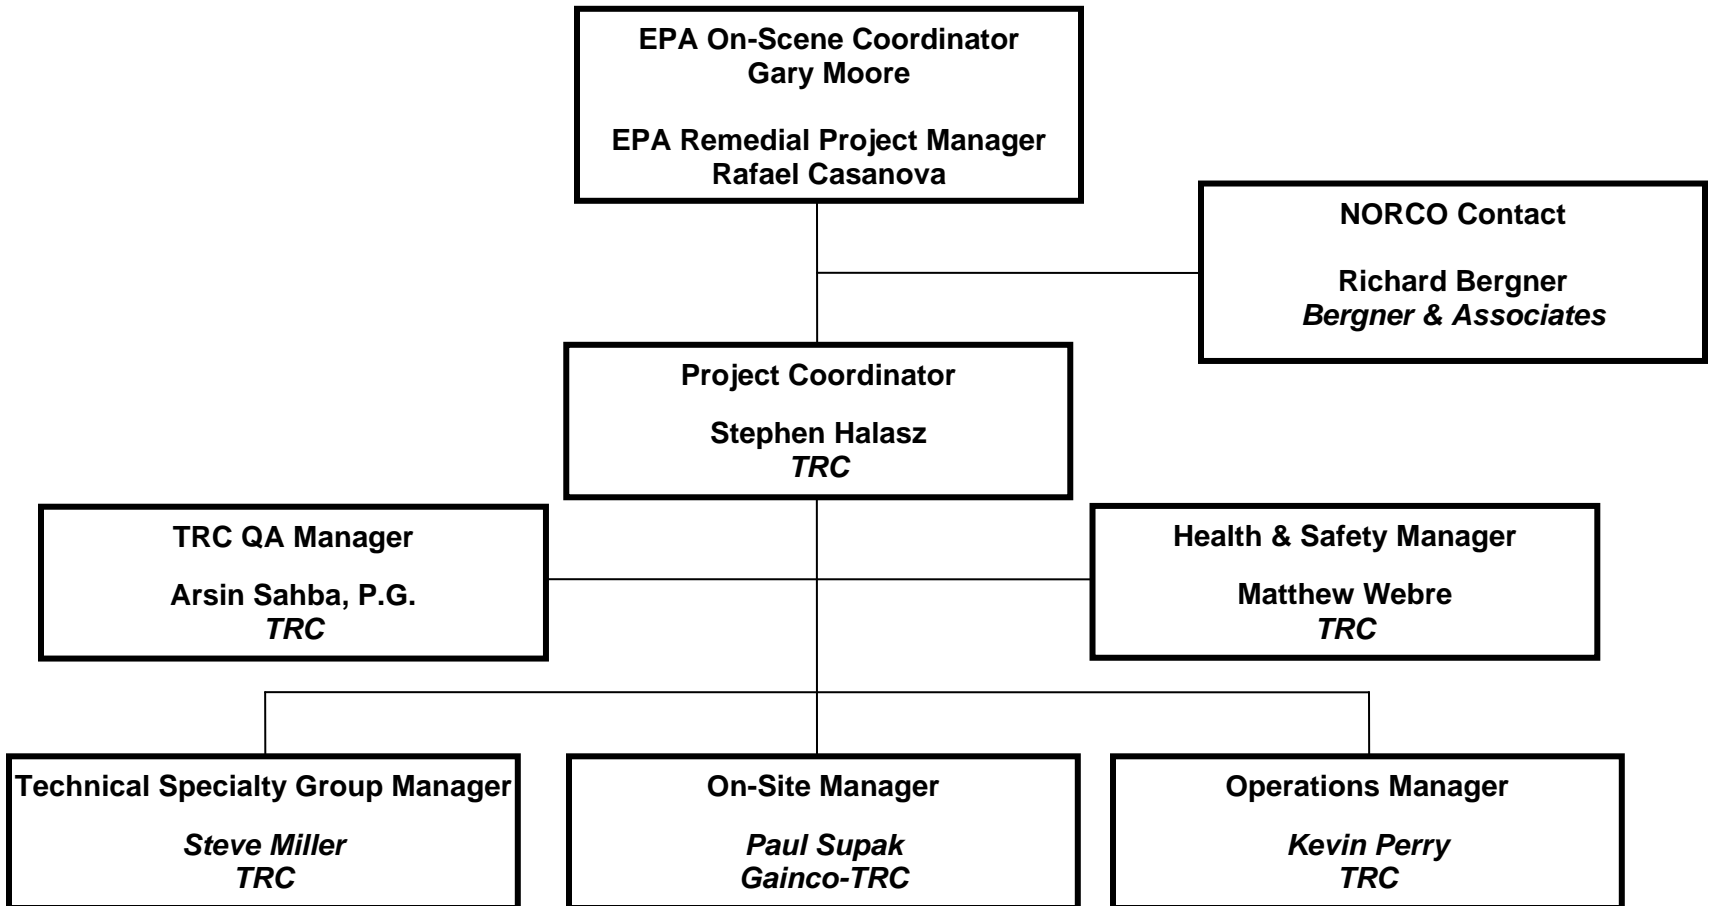 EPA On-Scene Coordinator
Gary Moore
EPA Remedial Project Manager
Rafael Casanova
NORCO Contact
Richard Bergner
Bergner & Associates
Project Coordinator
Stephen Halasz
TRC
TRC QA Manager
Arsin Sahba, P.G.
TRC
Health & Safety Manager
Matthew Webre
TRC
Technical Specialty Group Manager
Steve Miller
TRC
On-Site Manager
Paul Supak
Gainco-TRC
Operations Manager
Kevin Perry
TRC